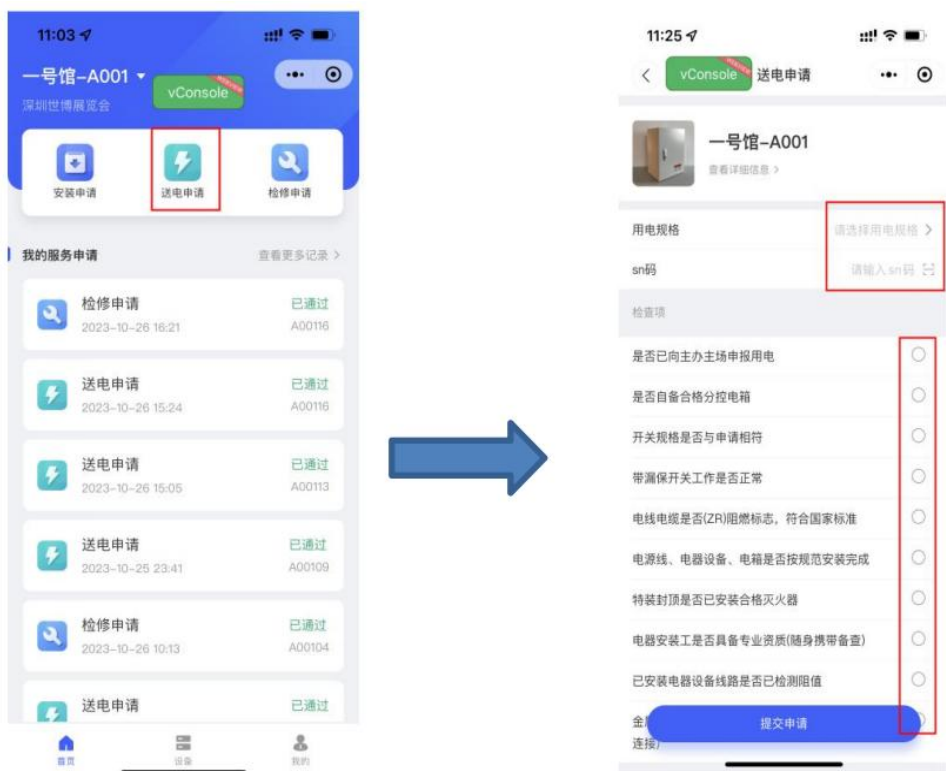 11:03
一号馆-A001
vConsole
深圳世博展览会
安装申请
送电申请
检修申请
我的服务申请
查看更多记录 >
检修申请
已通过
2023-10-26 16:21
A00116
送电申请
已通过
2023-10-26 15:24
A00116
送电申请
已通过
2023-10-26 15:05
A00113
送电申请
已通过
2023-10-25 23:41
A00109
检修申请
已通过
2023-10-26 10:13
A00104
送电申请
已通过
首页
设备
我的
11:25
vConsole
送电申请
一号馆-A001
查看详细信息 >
用电规格
请选择用电规格 >
sn码
请输入sn码
检查项
是否已向主办主场申报用电
是否自备合格分控电箱
开关规格是否与申请相符
带漏保开关工作是否正常
电线电缆是否(ZR)阻燃标志，符合国家标准
电源线、电器设备、电箱是否按规范安装完成
特装封顶是否已安装合格灭火器
电器安装工是否具备专业资质(随身携带备查)
已安装电器设备线路是否已检测阻值
提交申请
连接)